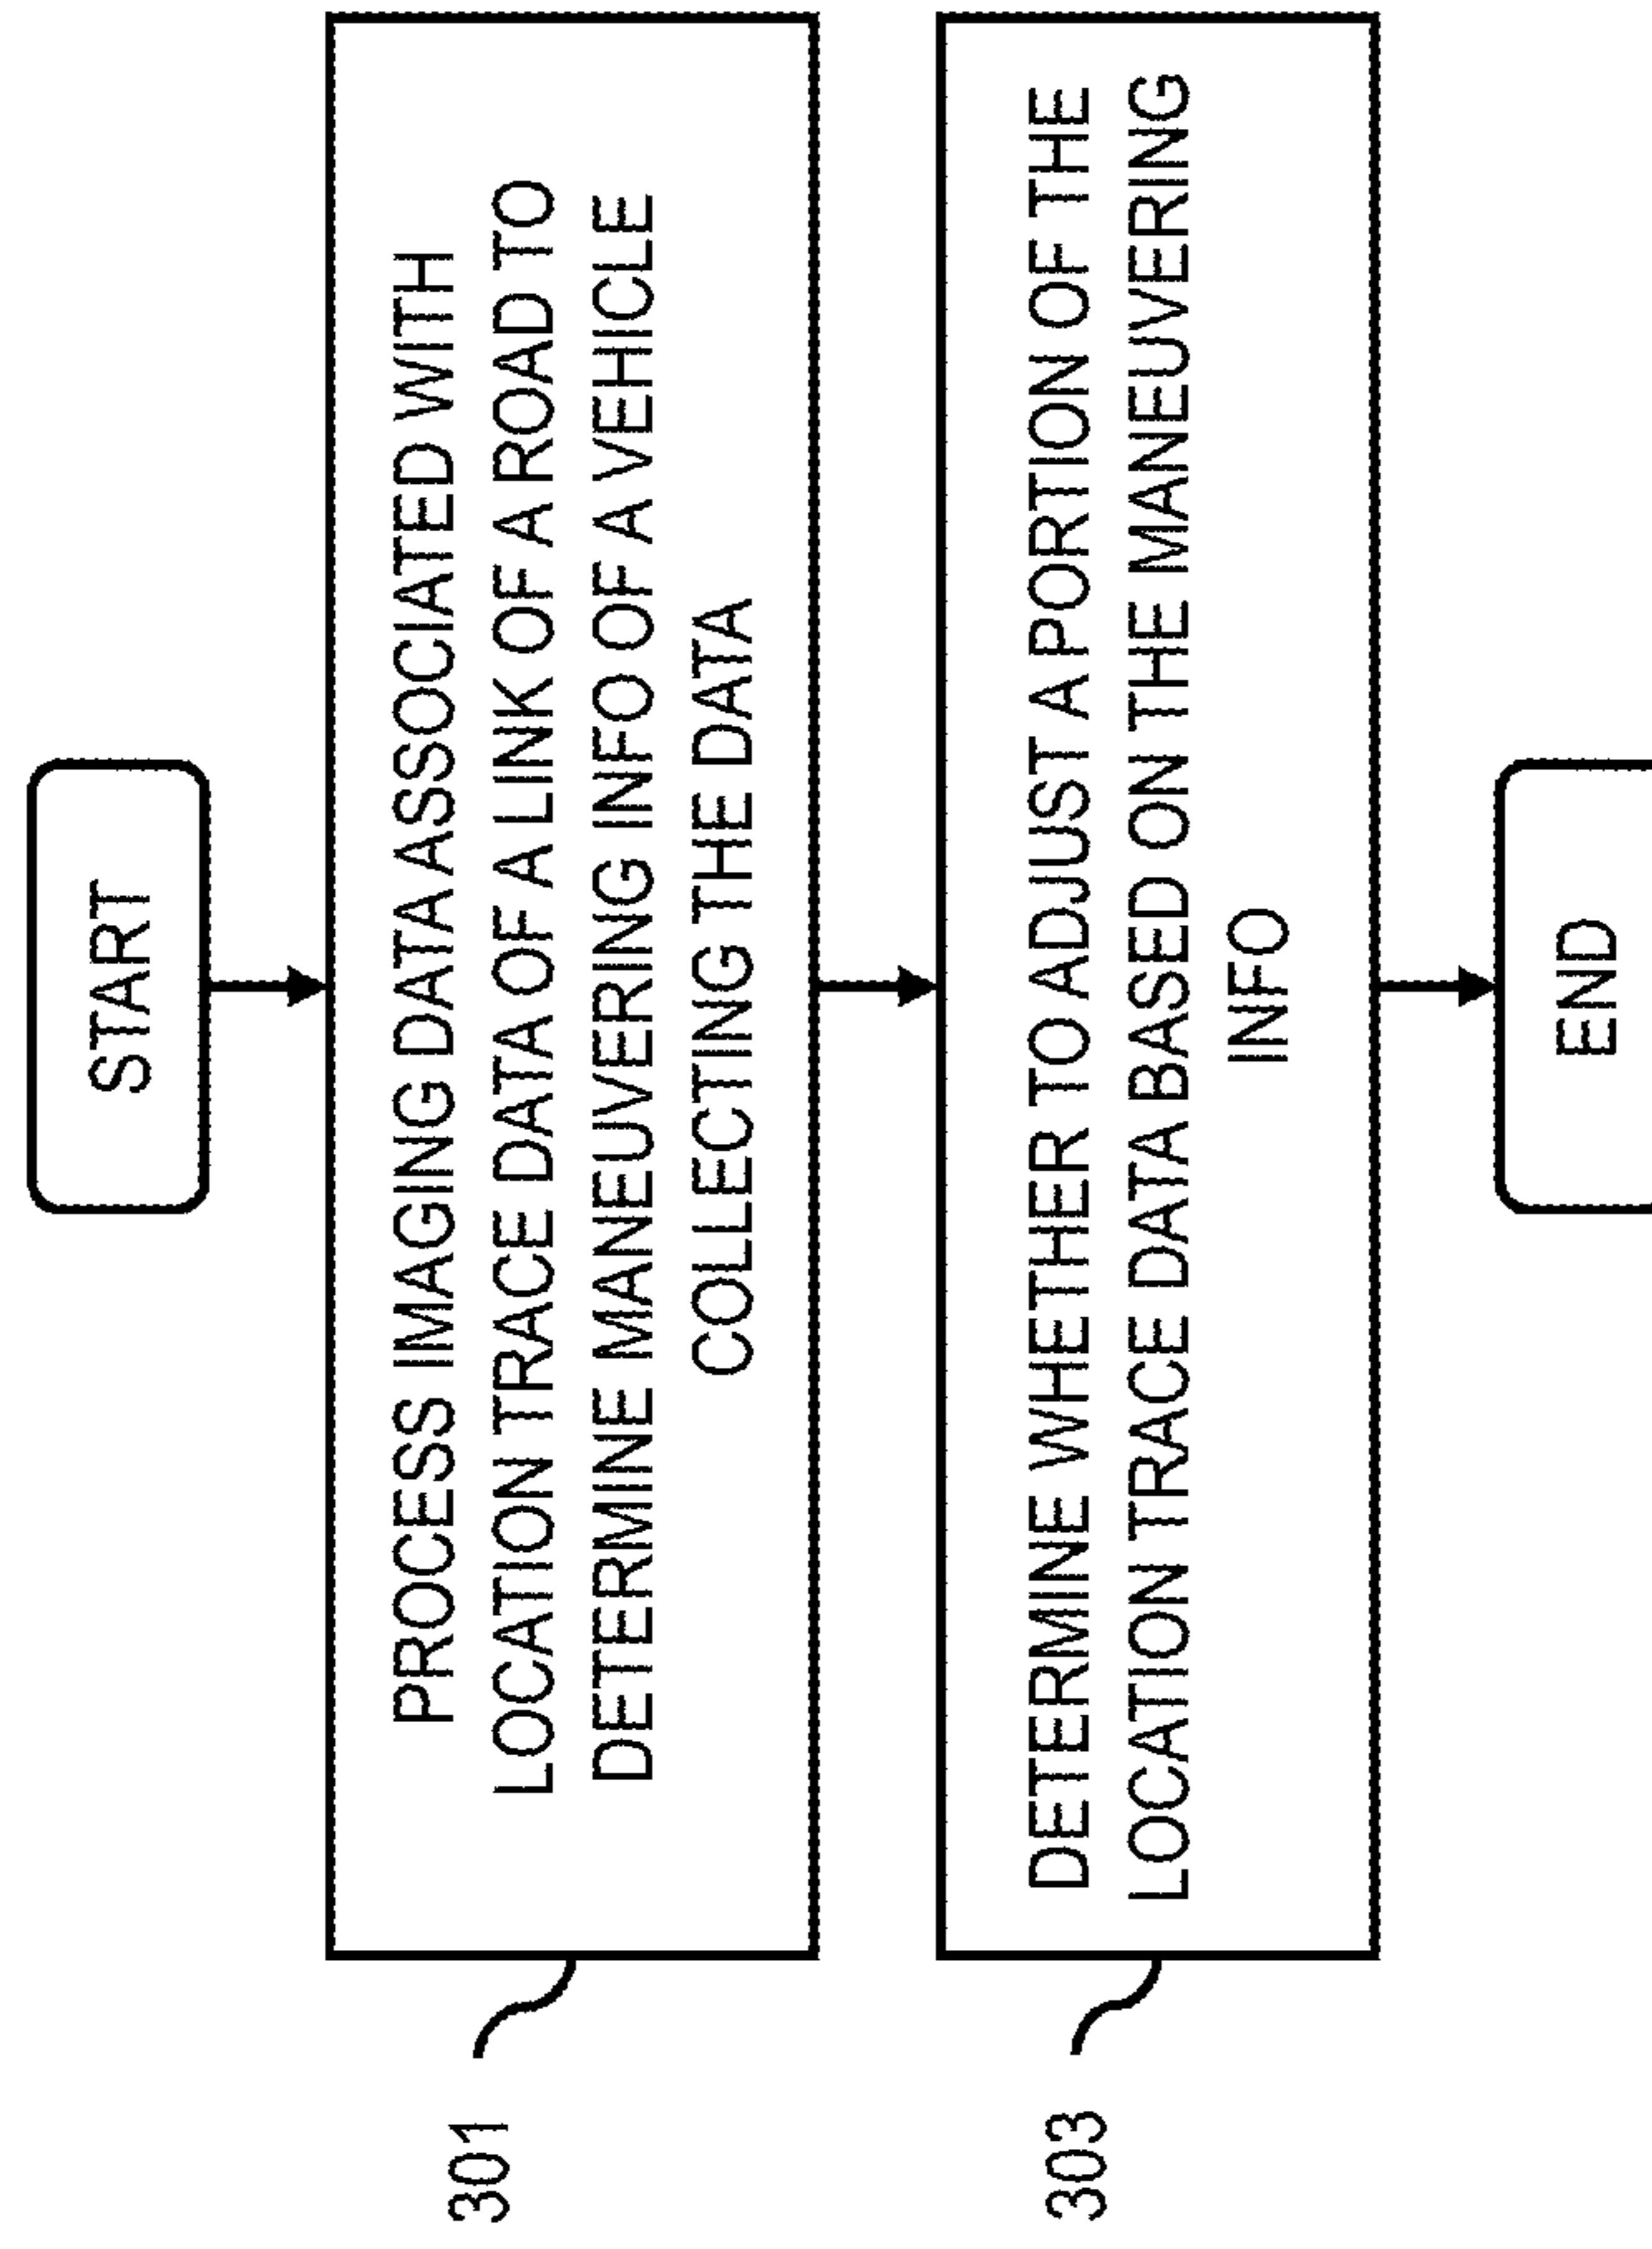 START
301
PROCESS IMAGING DATA ASSOCIATED WITH
LOCATION TRACE DATA OF A LINK OF A ROAD TO
DETERMINE MANEUVERING INFO OF A VEHICLE
COLLECTING THE DATA
303
DETERMINE WHETHER TO ADJUST A PORTION OF THE
LOCATION TRACE DATA BASED ON THE MANEUVERING
INFO
END